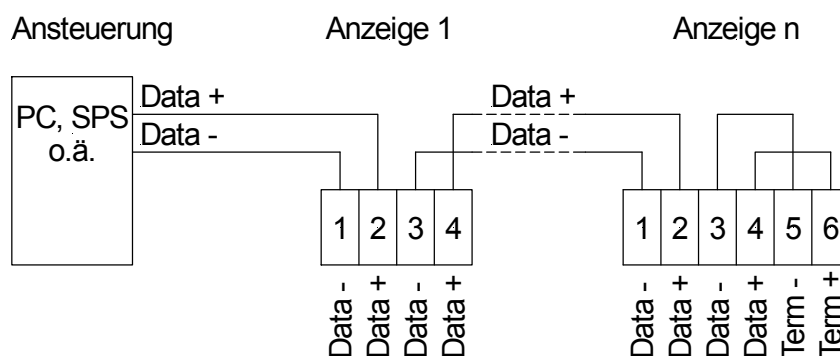 Ansteuerung
Anzeige 1
Anzeige n
PC, SPS
o.ä.
Data +
Data -
Data +
Data -
1 2 3 4
Data -
Data +
Data -
Data +
1 2 3 4 5 6
Data -
Data +
Data -
Data +
Term -
Term +